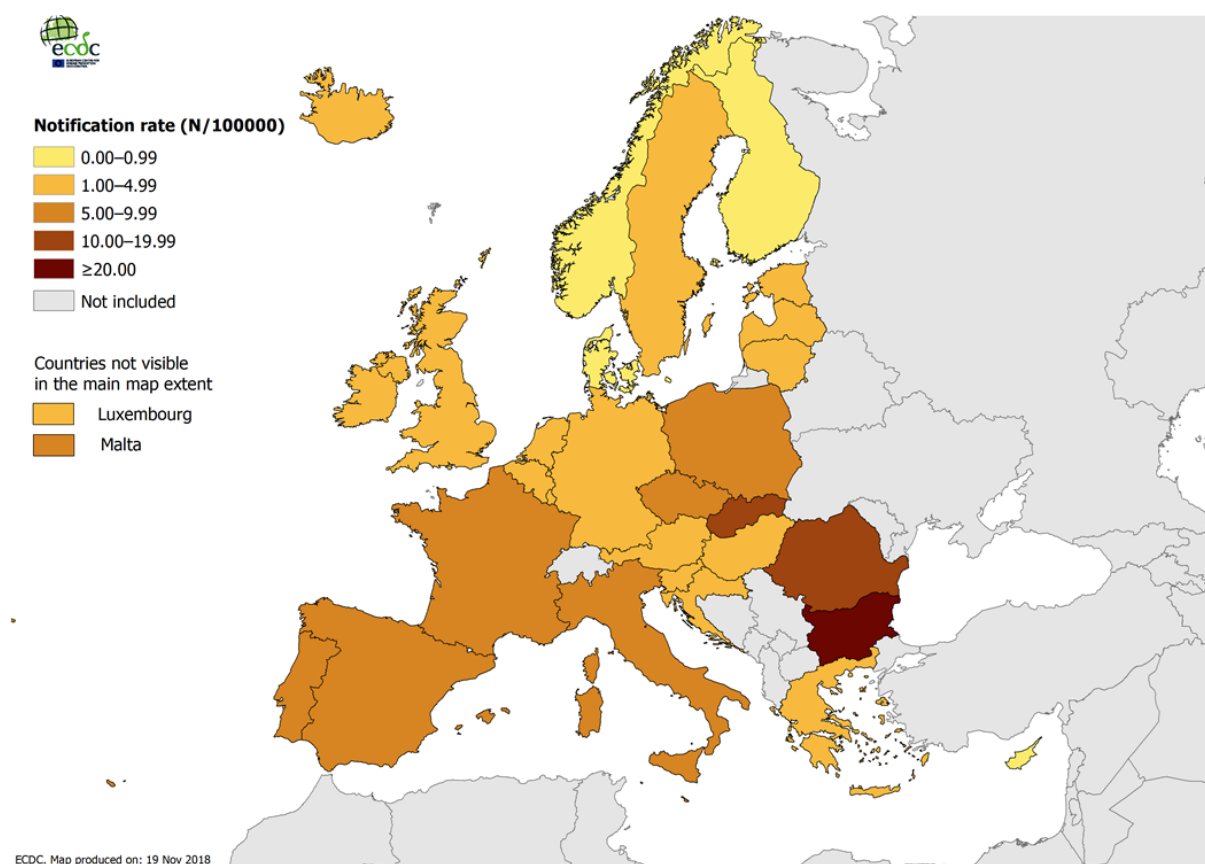 ecdc
Notification rate (N/100000)
0.00–0.99
1.00–4.99
5.00–9.99
10.00–19.99
≥20.00
Not included
Countries not visible
in the main map extent
Luxembourg
Malta
ECDC. Map produced on: 19 Nov 2018